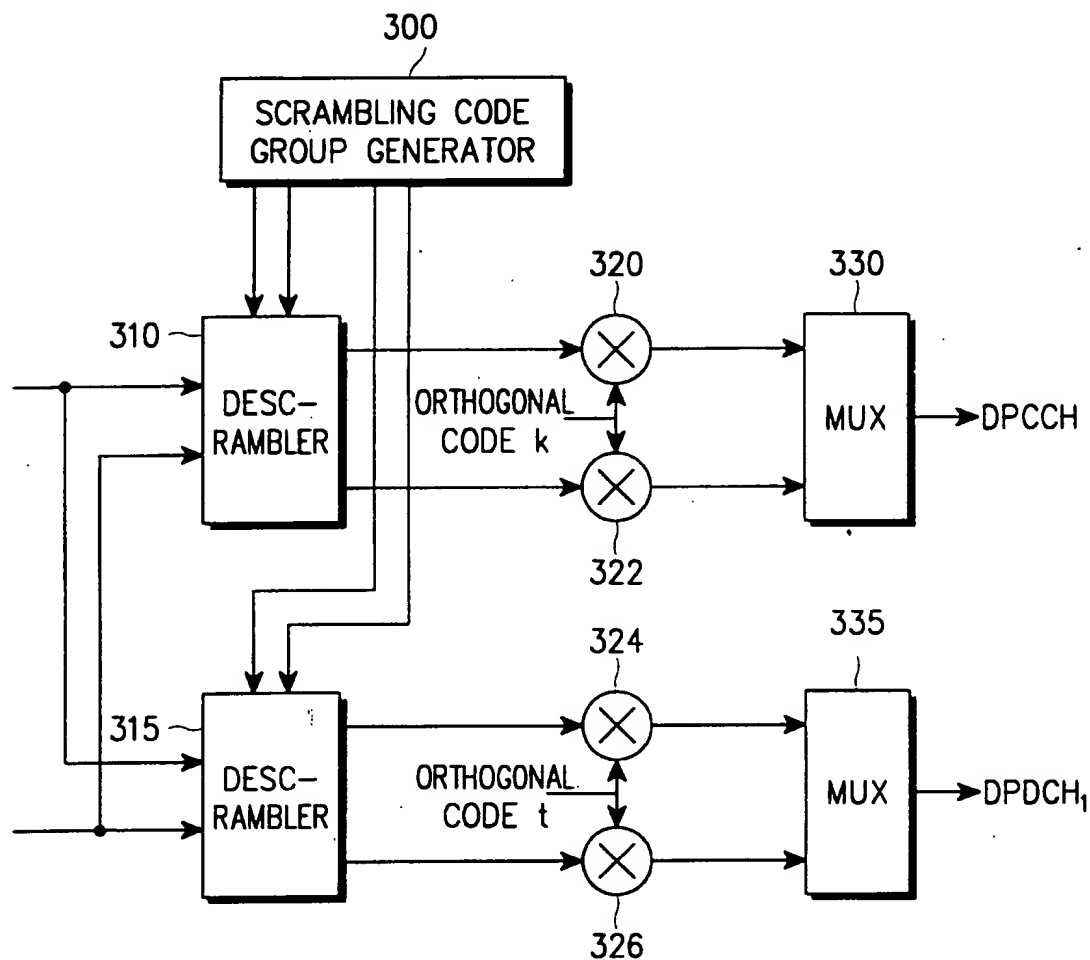 300
SCRAMBLING CODE
GROUP GENERATOR
310
DESC-
RAMBLER
320
ORTHOGONAL
CODE k
322
330
MUX
DPCCH
315
DESC-
RAMBLER
324
ORTHOGONAL
CODE t
326
335
MUX
DPDCH₁